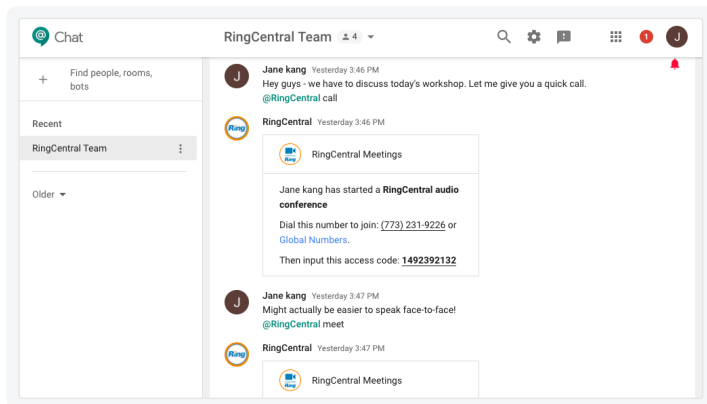 Chat
RingCentral Team 4
1
J
Find people, rooms,
bots
Recent
RingCentral Team
Older
J
Jane kang Yesterday 3:46 PM
Hey guys - we have to discuss today's workshop. Let me give you a quick call.
@RingCentral call
Ring
RingCentral Yesterday 3:46 PM
Ring
RingCentral Meetings
Jane kang has started a RingCentral audio
conference
Dial this number to join: (773) 231-9226 or
Global Numbers.
Then input this access code: 1492392132
J
Jane kang Yesterday 3:47 PM
Might actually be easier to speak face-to-face!
@RingCentral meet
Ring
RingCentral Yesterday 3:47 PM
Ring
RingCentral Meetings